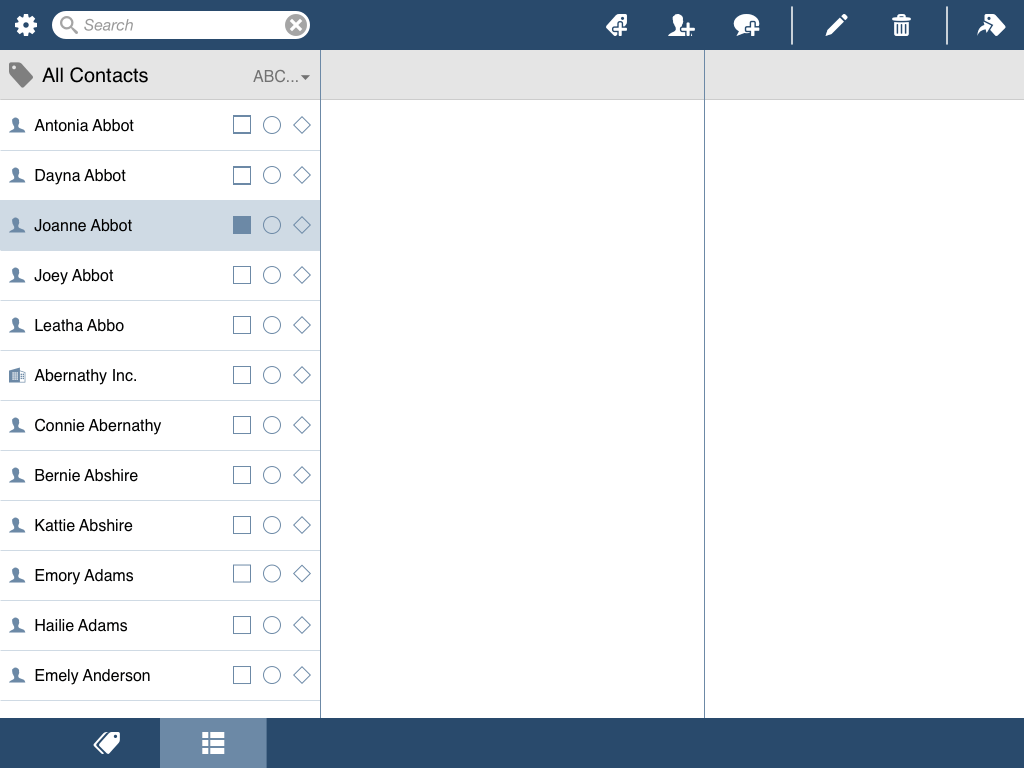 Search
All Contacts ABC...
Antonia Abbot
Dayna Abbot
Joanne Abbot
Joey Abbot
Leatha Abbo
Abernathy Inc.
Connie Abernathy
Bernie Abshire
Kattie Abshire
Emory Adams
Hailie Adams
Emely Anderson